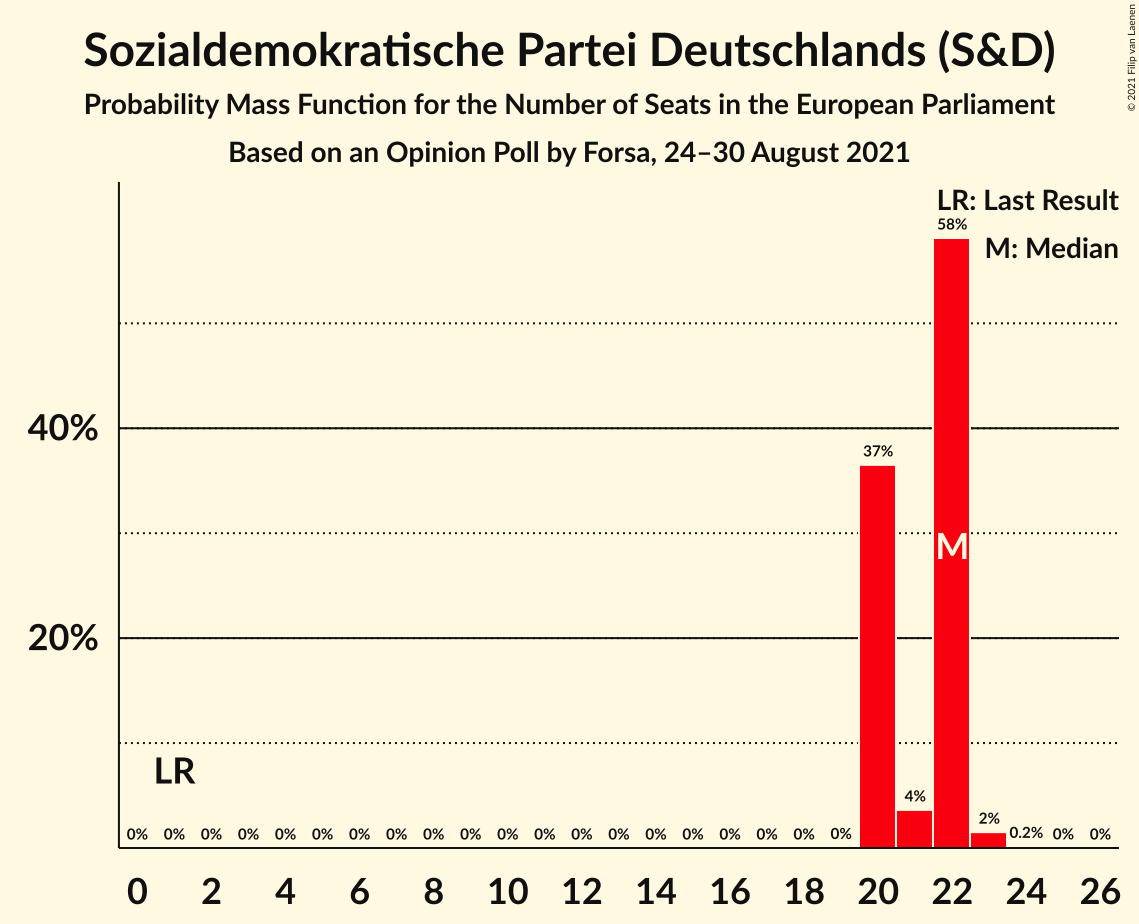 Sozialdemokratische Partei Deutschlands (S&D)
Probability Mass Function for the Number of Seats in the European Parliament
Based on an Opinion Poll by Forsa, 24–30 August 2021
© 2021 Filip van Laenen
LR: Last Result
M: Median
58%
40%
37%
M
20%
LR
4%
2%
0% 0% 0% 0% 0% 0% 0% 0% 0% 0% 0% 0% 0% 0% 0% 0% 0% 0% 0% 0% 0.2% 0% 0%
0 2 4 6 8 10 12 14 16 18 20 22 24 26